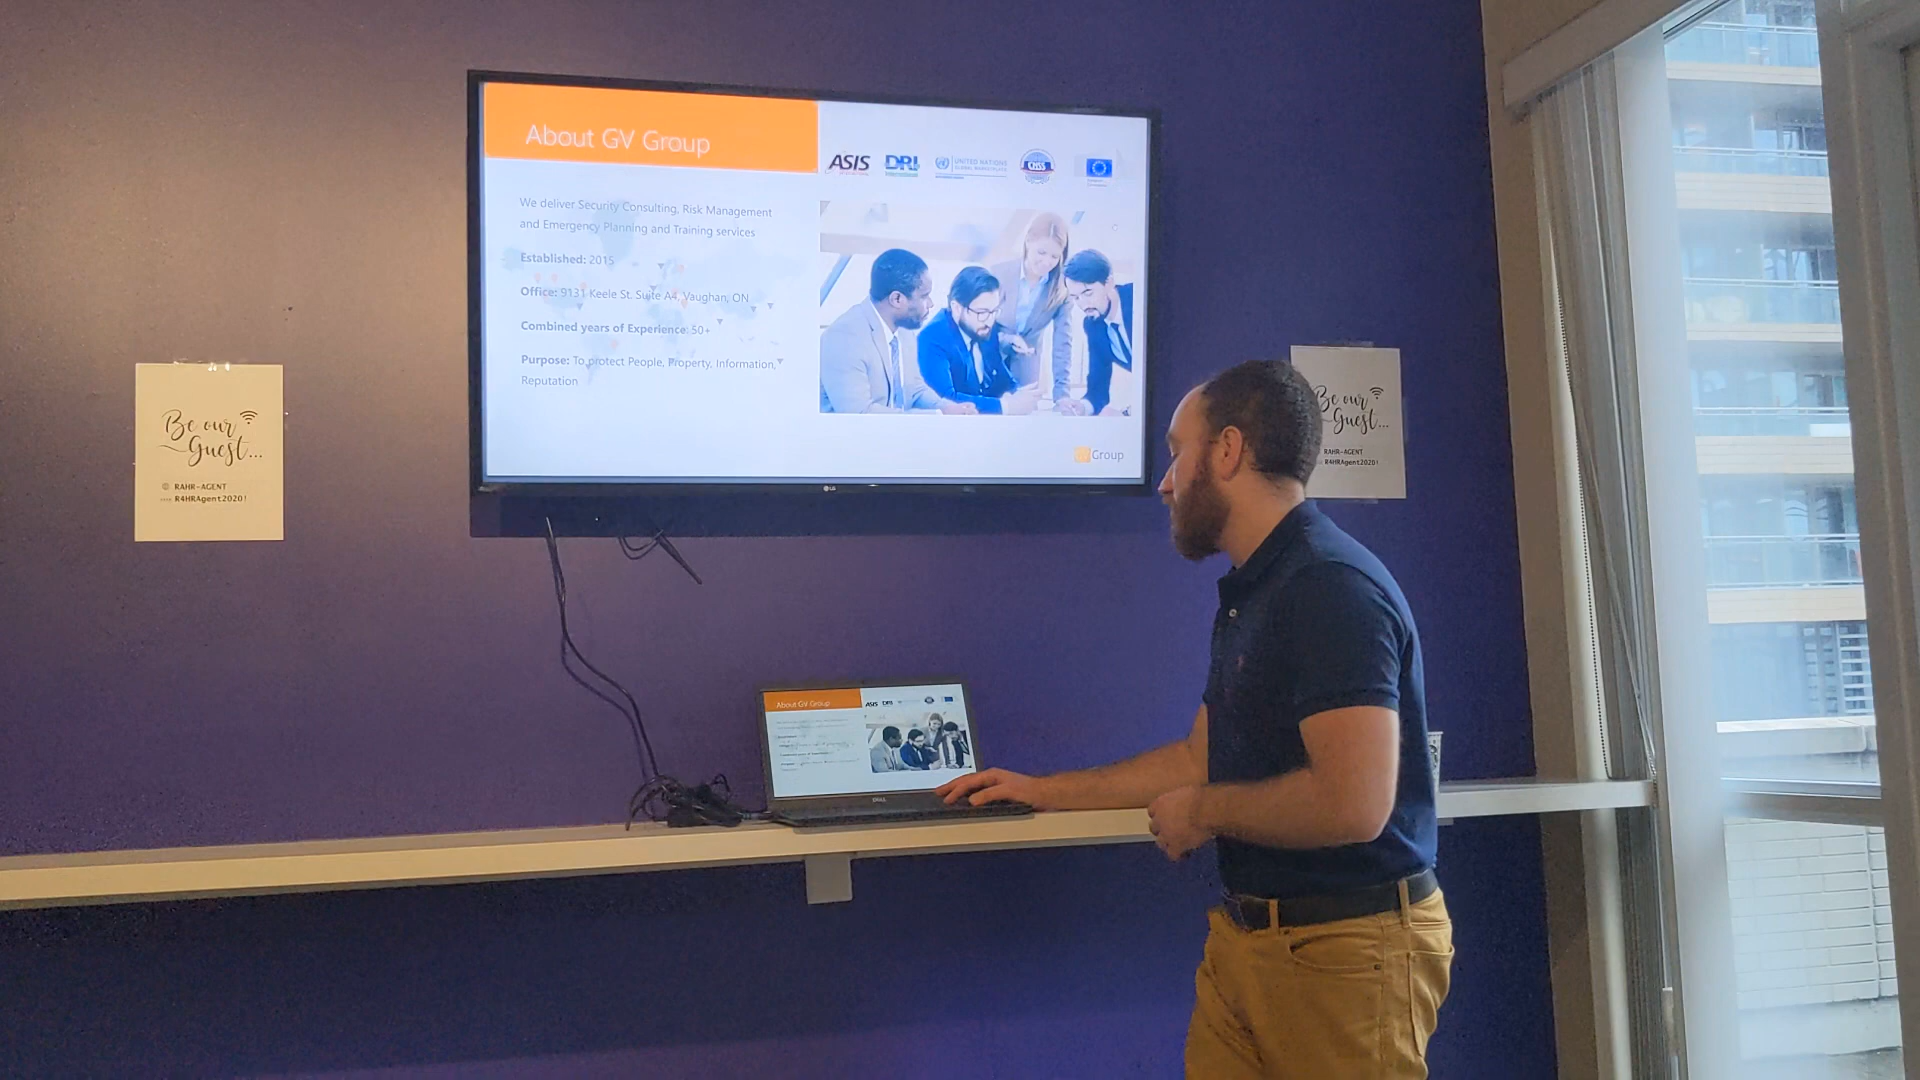 About GV Group
ASIS
DRI
UNITED NATIONS
GLOBAL MARKETPLACE
We deliver Security Consulting, Risk Management
and Emergency Planning and Training services
Established: 2015
Office: 9131 Keele St. Suite A4, Vaughan, ON
Combined years of Experience: 50+
Purpose: To protect People, Property, Information,
Reputation
GV Group
LG
Be our
Guest...
RAHR-AGENT
R4HRAgent2020!
Be our
Guest...
RAHR-AGENT
R4HRAgent2020!
About GV Group
ASIS
DRI
DELL